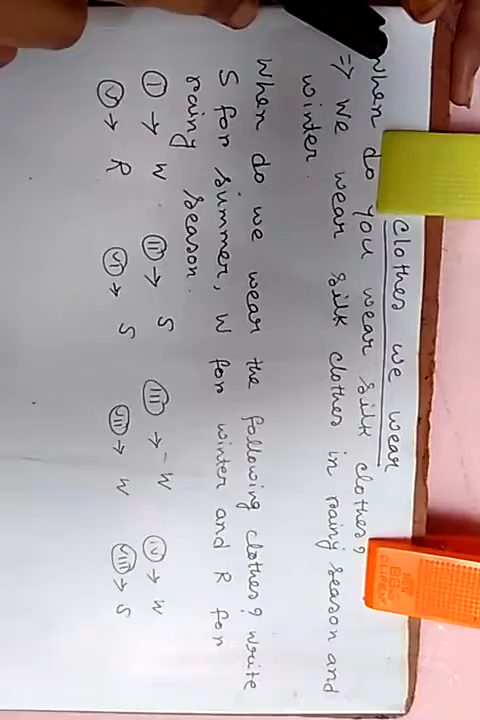 clothes we wear
When do you wear silk clothes?
⇒ We wear silk clothes in rainy season and
winter.
When do we wear the following clothes? Write
S for summer, W for winter and R for
rainy season.
(i) → W (ii) → S (iii) → W (iv) → W
(v) → R (vi) → S (vii) → W (viii) → S